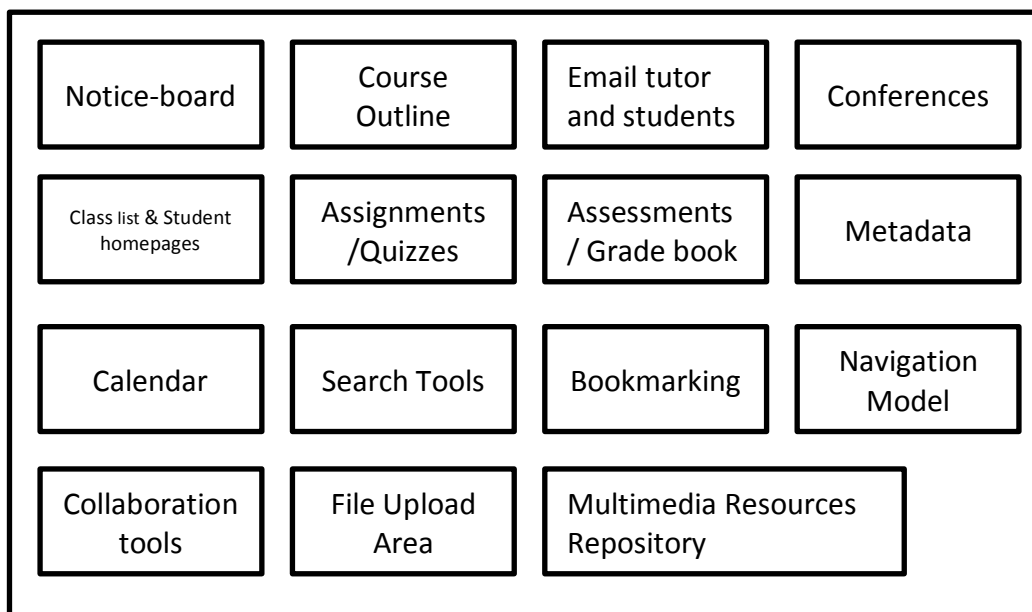 Notice-board
Course
Outline
Email tutor
and students
Conferences
Class list & Student
homepages
Assignments
/Quizzes
Assessments
/ Grade book
Metadata
Calendar
Search Tools
Bookmarking
Navigation
Model
Collaboration
tools
File Upload
Area
Multimedia Resources
Repository